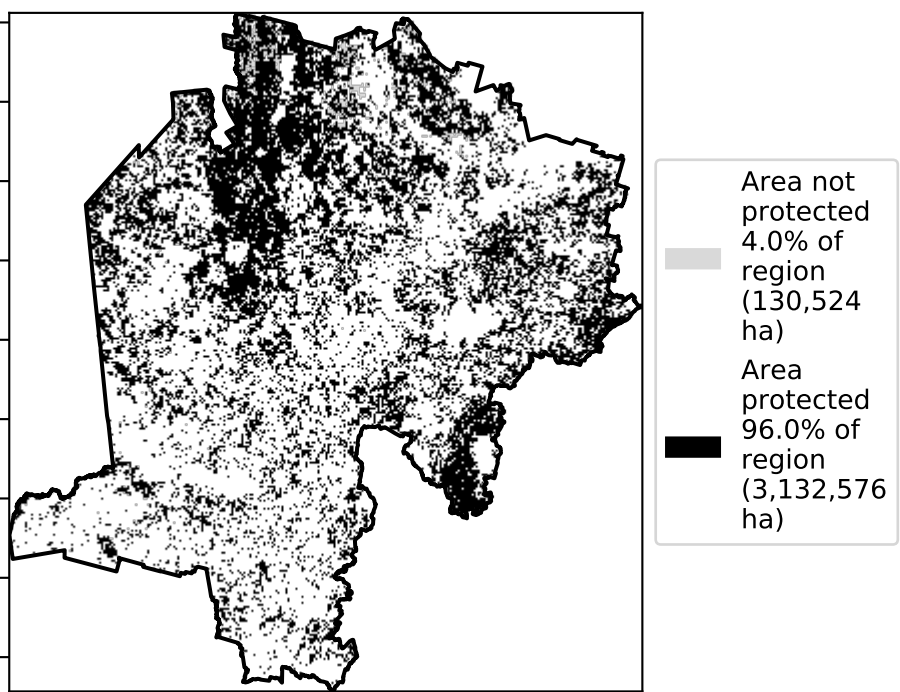 Area not
protected
4.0% of
region
(130,524
ha)
Area
protected
96.0% of
region
(3,132,576
ha)